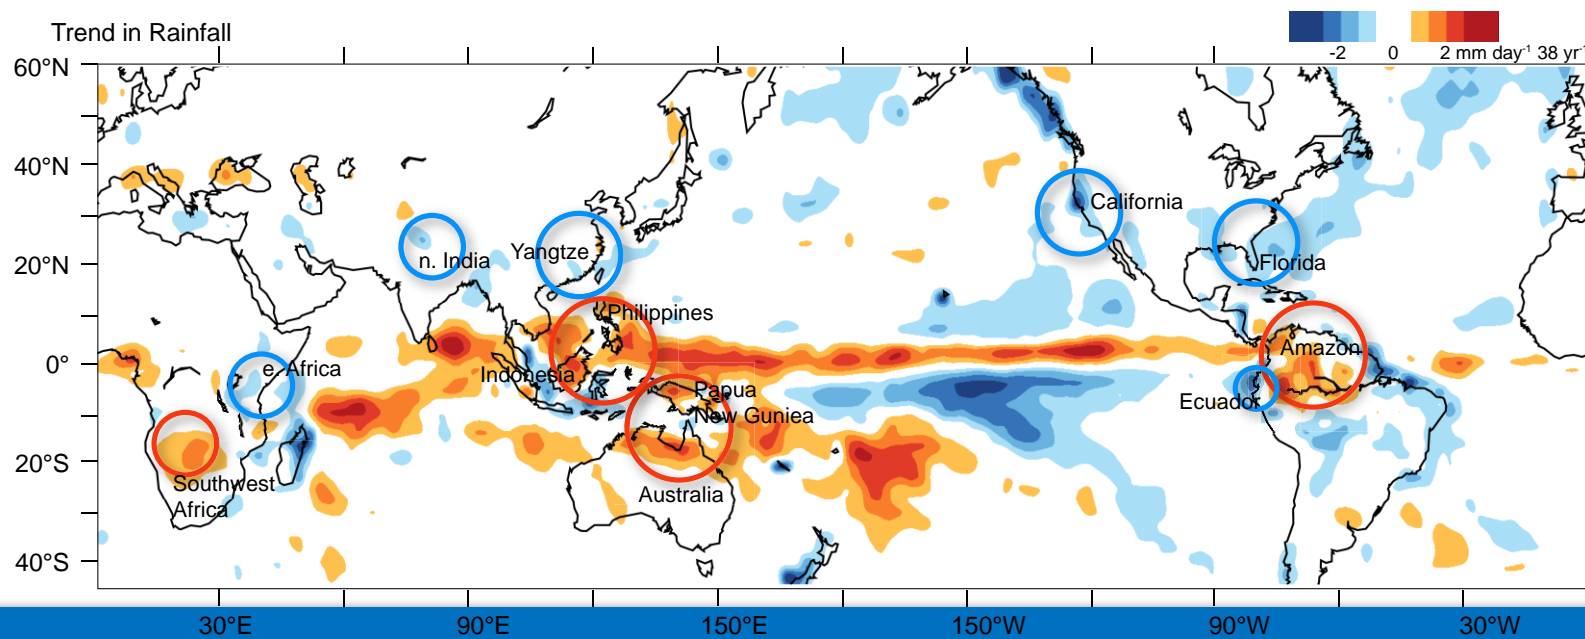 Trend in Rainfall
-2 0 2 mm day-1 38 yr-1
60°N
40°N
California
Yangtze
n. India
20°N
Florida
Philippines
Amazon
0°
e. Africa
Indonesia
Papua
New Guniea
Ecuador
20°S
Southwest
Africa
Australia
40°S
30°E 90°E 150°E 150°W 90°W 30°W